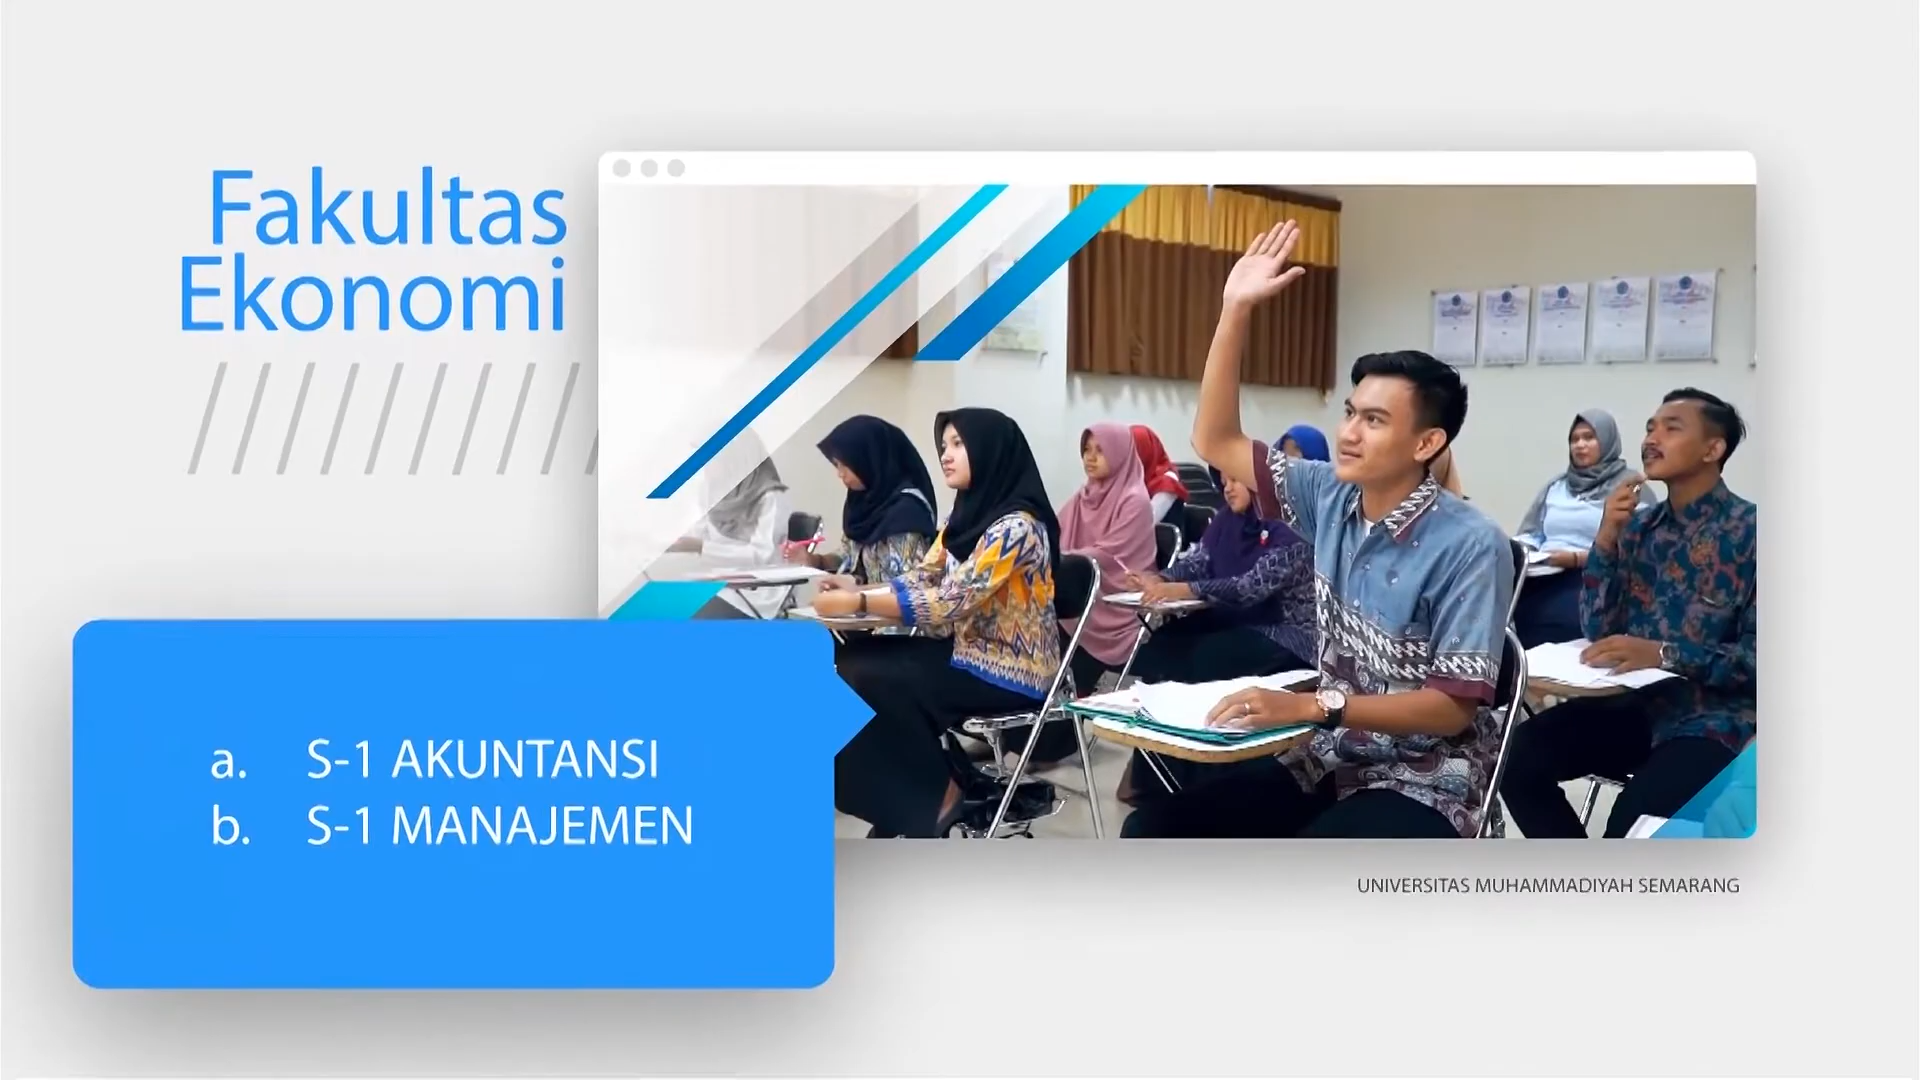 Fakultas
Ekonomi
a. S-1 AKUNTANSI
b. S-1 MANAJEMEN
UNIVERSITAS MUHAMMADIYAH SEMARANG